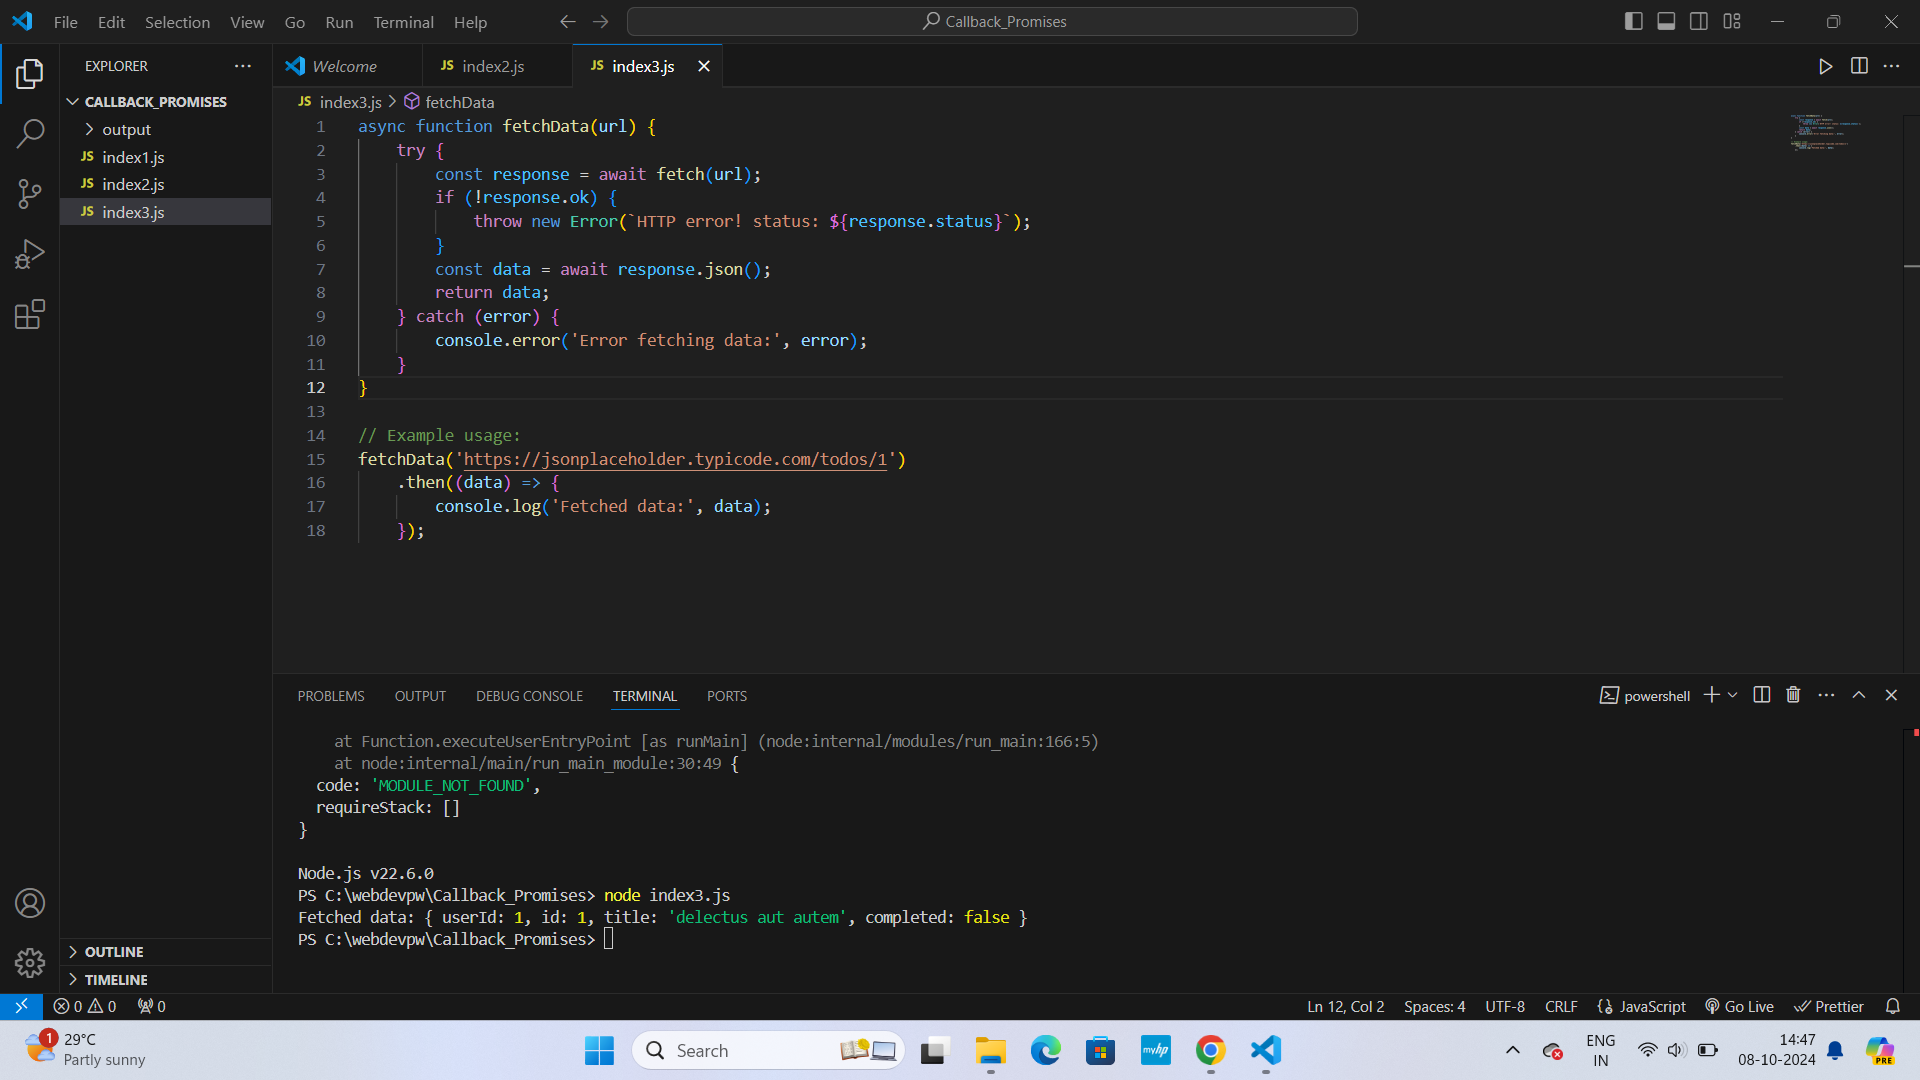 File Edit Selection View Go Run Terminal Help
Callback_Promises
EXPLORER
CALLBACK_PROMISES
output
JS index1.js
JS index2.js
JS index3.js
OUTLINE
TIMELINE
Welcome
JS index2.js
JS index3.js
JS index3.js > fetchData
1 async function fetchData(url) {
2     try {
3         const response = await fetch(url);
4         if (!response.ok) {
5             throw new Error(`HTTP error! status: ${response.status}`);
6         }
7         const data = await response.json();
8         return data;
9     } catch (error) {
10         console.error('Error fetching data:', error);
11     }
12 }
13
14 // Example usage:
15 fetchData('https://jsonplaceholder.typicode.com/todos/1')
16     .then((data) => {
17         console.log('Fetched data:', data);
18     });
PROBLEMS OUTPUT DEBUG CONSOLE TERMINAL PORTS
powershell
    at Function.executeUserEntryPoint [as runMain] (node:internal/modules/run_main:166:5)
    at node:internal/main/run_main_module:30:49 {
  code: 'MODULE_NOT_FOUND',
  requireStack: []
}
Node.js v22.6.0
PS C:\webdevpw\Callback_Promises> node index3.js
Fetched data: { userId: 1, id: 1, title: 'delectus aut autem', completed: false }
PS C:\webdevpw\Callback_Promises>
0 0 0
Ln 12, Col 2 Spaces: 4 UTF-8 CRLF {} JavaScript Go Live Prettier
1
29°C
Partly sunny
Search
myhp
ENG
IN
14:47
08-10-2024
PRE